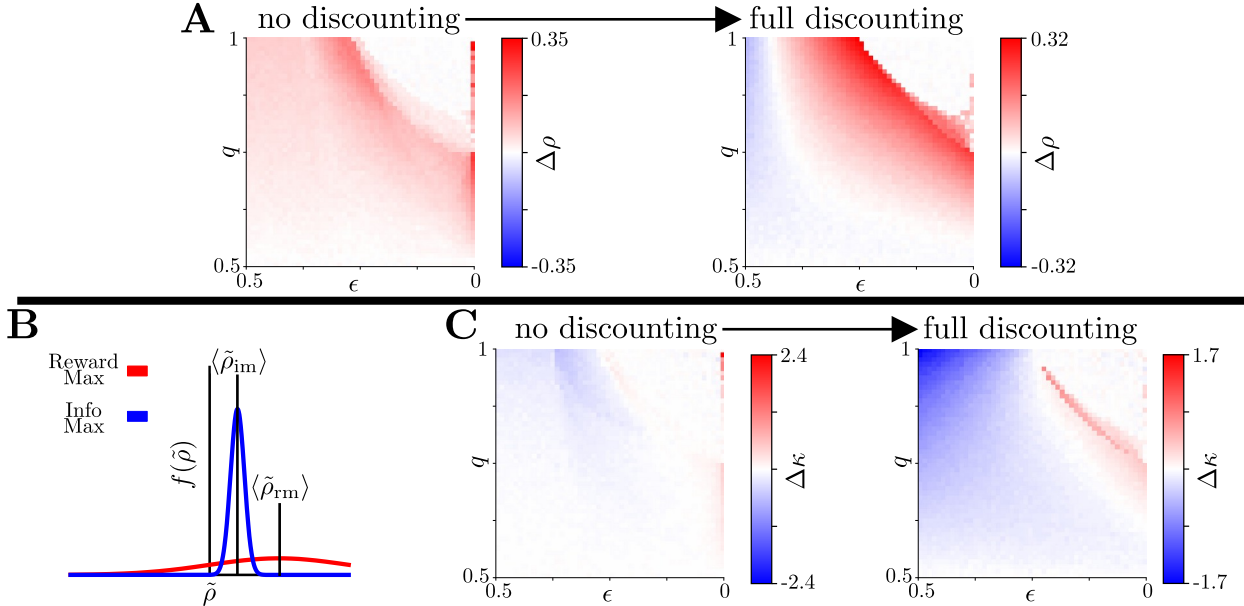 A
no discounting
full discounting
1
q
0.5
0.5
ϵ
0
0.35
Δρ
-0.35
1
q
0.5
0.5
ϵ
0
0.32
Δρ
-0.32
B
Reward
Max
Info
Max
f(ρ̃)
⟨ρ̃im⟩
⟨ρ̃rm⟩
ρ̃
C
no discounting
full discounting
1
q
0.5
0.5
ϵ
0
2.4
Δκ
-2.4
1
q
0.5
0.5
ϵ
0
1.7
Δκ
-1.7